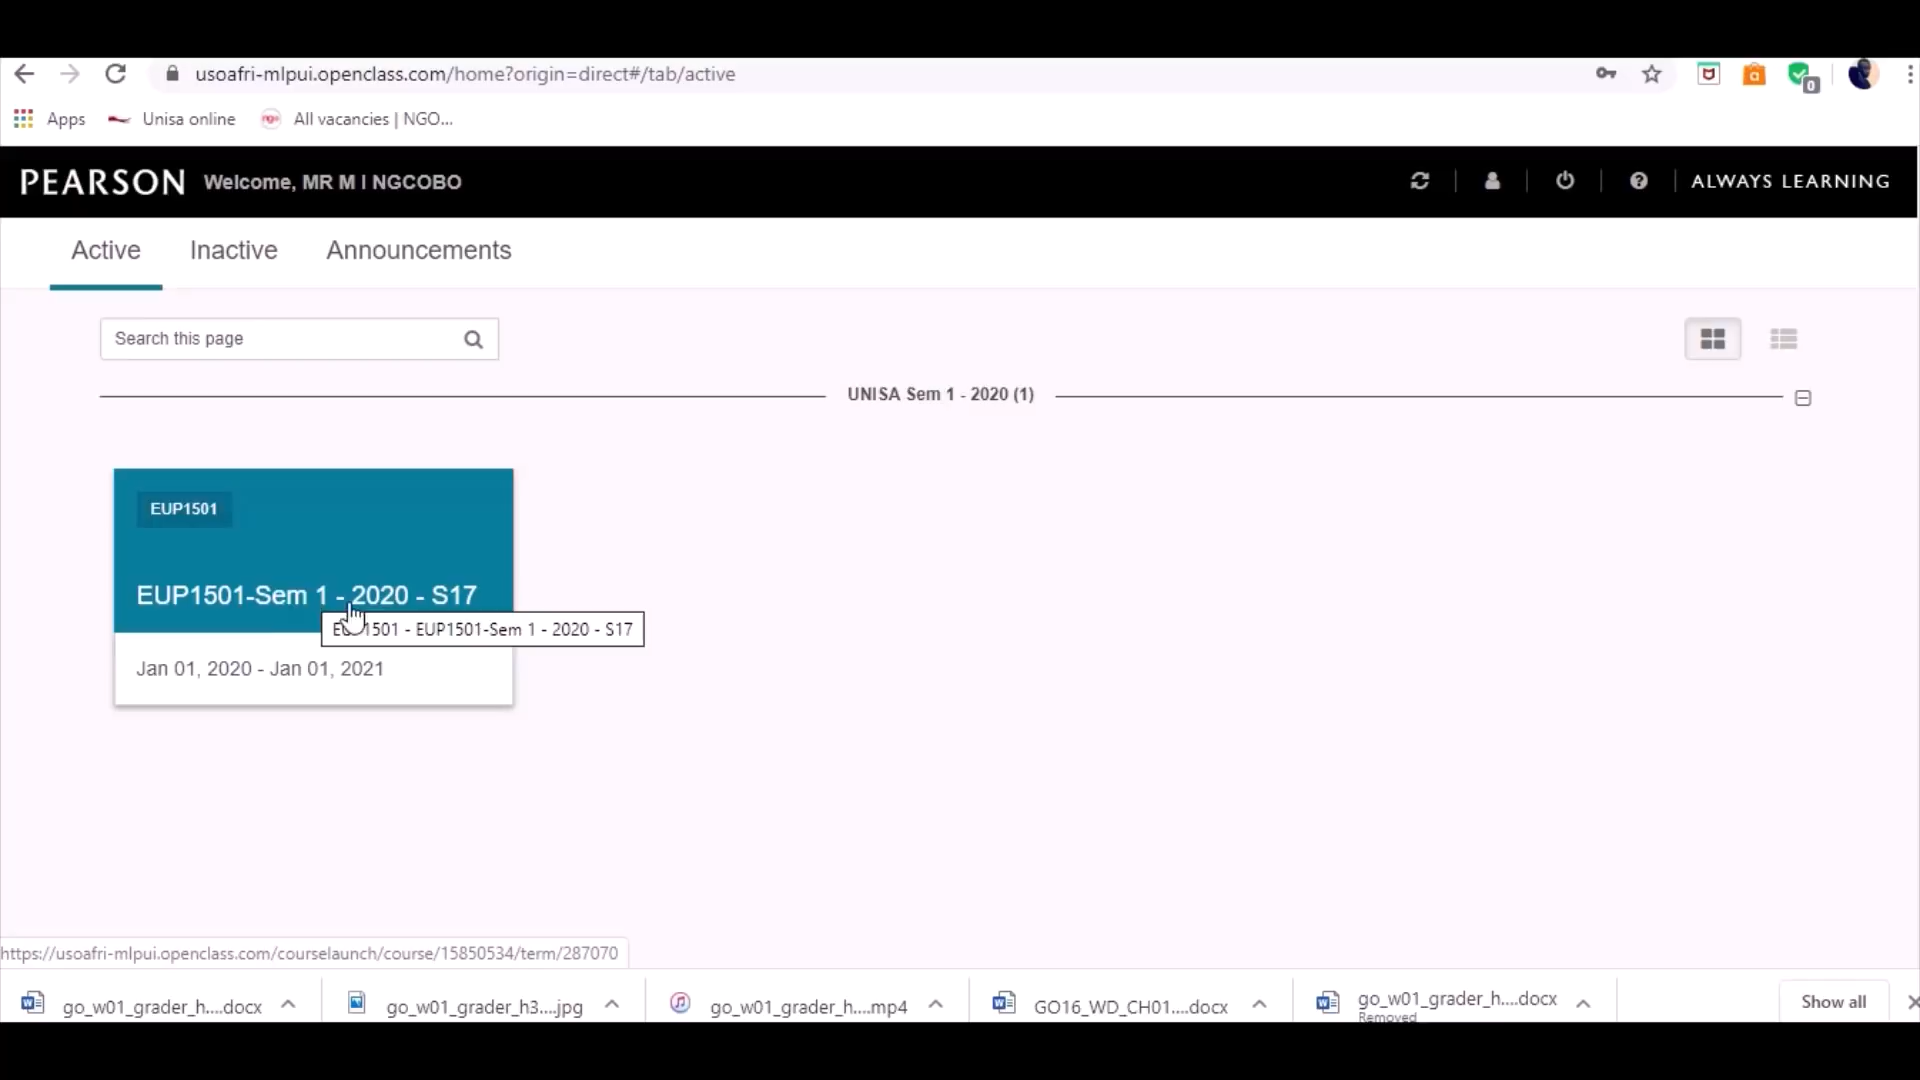 usoafri-mlpui.openclass.com/home?origin=direct#/tab/active
0
Apps Unisa online ngo All vacancies | NGO...
PEARSON Welcome, MR M I NGCOBO ALWAYS LEARNING
Active Inactive Announcements
Search this page
UNISA Sem 1 - 2020 (1)
EUP1501
EUP1501-Sem 1 - 2020 - S17
1501 - EUP1501-Sem 1 - 2020 - S17
Jan 01, 2020 - Jan 01, 2021
https://usoafri-mlpui.openclass.com/courselaunch/course/15850534/term/287070
go_w01_grader_h....docx go_w01_grader_h3....jpg go_w01_grader_h....mp4 GO16_WD_CH01....docx go_w01_grader_h....docx Show all
Removed